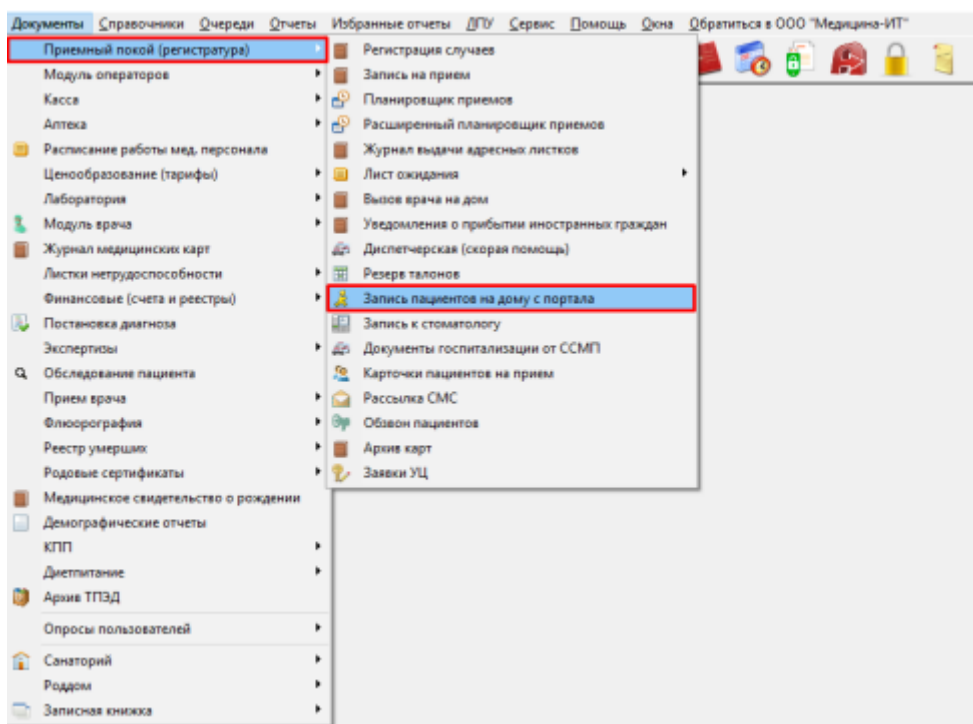 Документы Справочники Очереди Отчеты Избранные отчеты ЛПУ Сервис Помощь Окна Обратиться в ООО "Медицина-ИТ"
Приемный покой (регистратура)
Модуль операторов
Касса
Аптека
Расписание работы мед. персонала
Ценообразование (тарифы)
Лаборатория
Модуль врача
Журнал медицинских карт
Листки нетрудоспособности
Финансовые (счета и реестры)
Постановка диагноза
Экспертизы
Обследование пациента
Прием врача
Флюорография
Реестр умерших
Родовые сертификаты
Медицинское свидетельство о рождении
Демографические отчеты
КПП
Диетпитание
Архив ТПЭД
Опросы пользователей
Санаторий
Роддом
Записная книжка
Регистрация случаев
Запись на прием
Планировщик приемов
Расширенный планировщик приемов
Журнал выдачи адресных листков
Лист ожидания
Вызов врача на дом
Уведомления о прибытии иностранных граждан
Диспетчерская (скорая помощь)
Резерв талонов
Запись пациентов на дому с портала
Запись к стоматологу
Документы госпитализации от ССМП
Карточки пациентов на прием
Рассылка СМС
Обзвон пациентов
Архив карт
Заявки УЦ